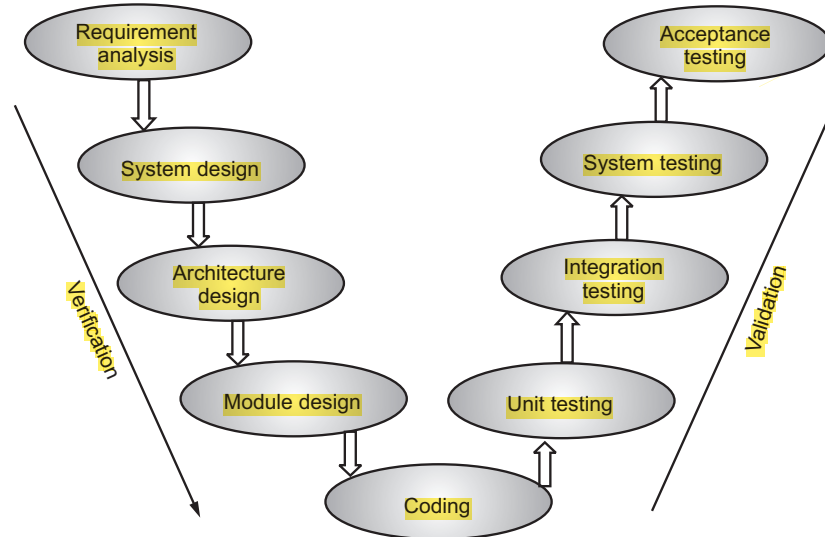 Requirement
analysis
Acceptance
testing
System design
System testing
Architecture
design
Integration
testing
Verification
Validation
Module design
Unit testing
Coding